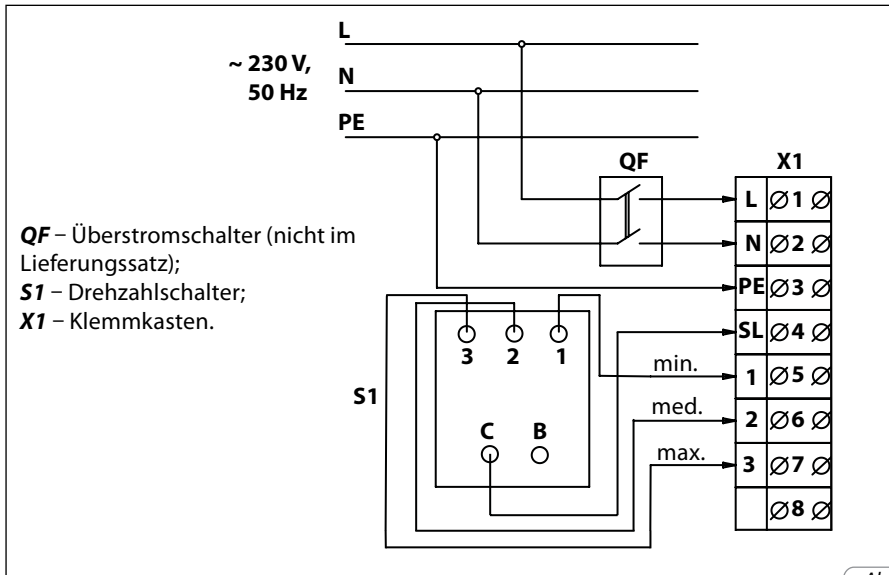 L
~ 230 V,
50 Hz
N
PE
QF
X1
L 1
N 2
PE 3
SL 4
1 5
2 6
3 7
8
QF – Überstromschalter (nicht im
Lieferungssatz);
S1 – Drehzahlschalter;
X1 – Klemmkasten.
3 2 1
S1
C B
min.
med.
max.